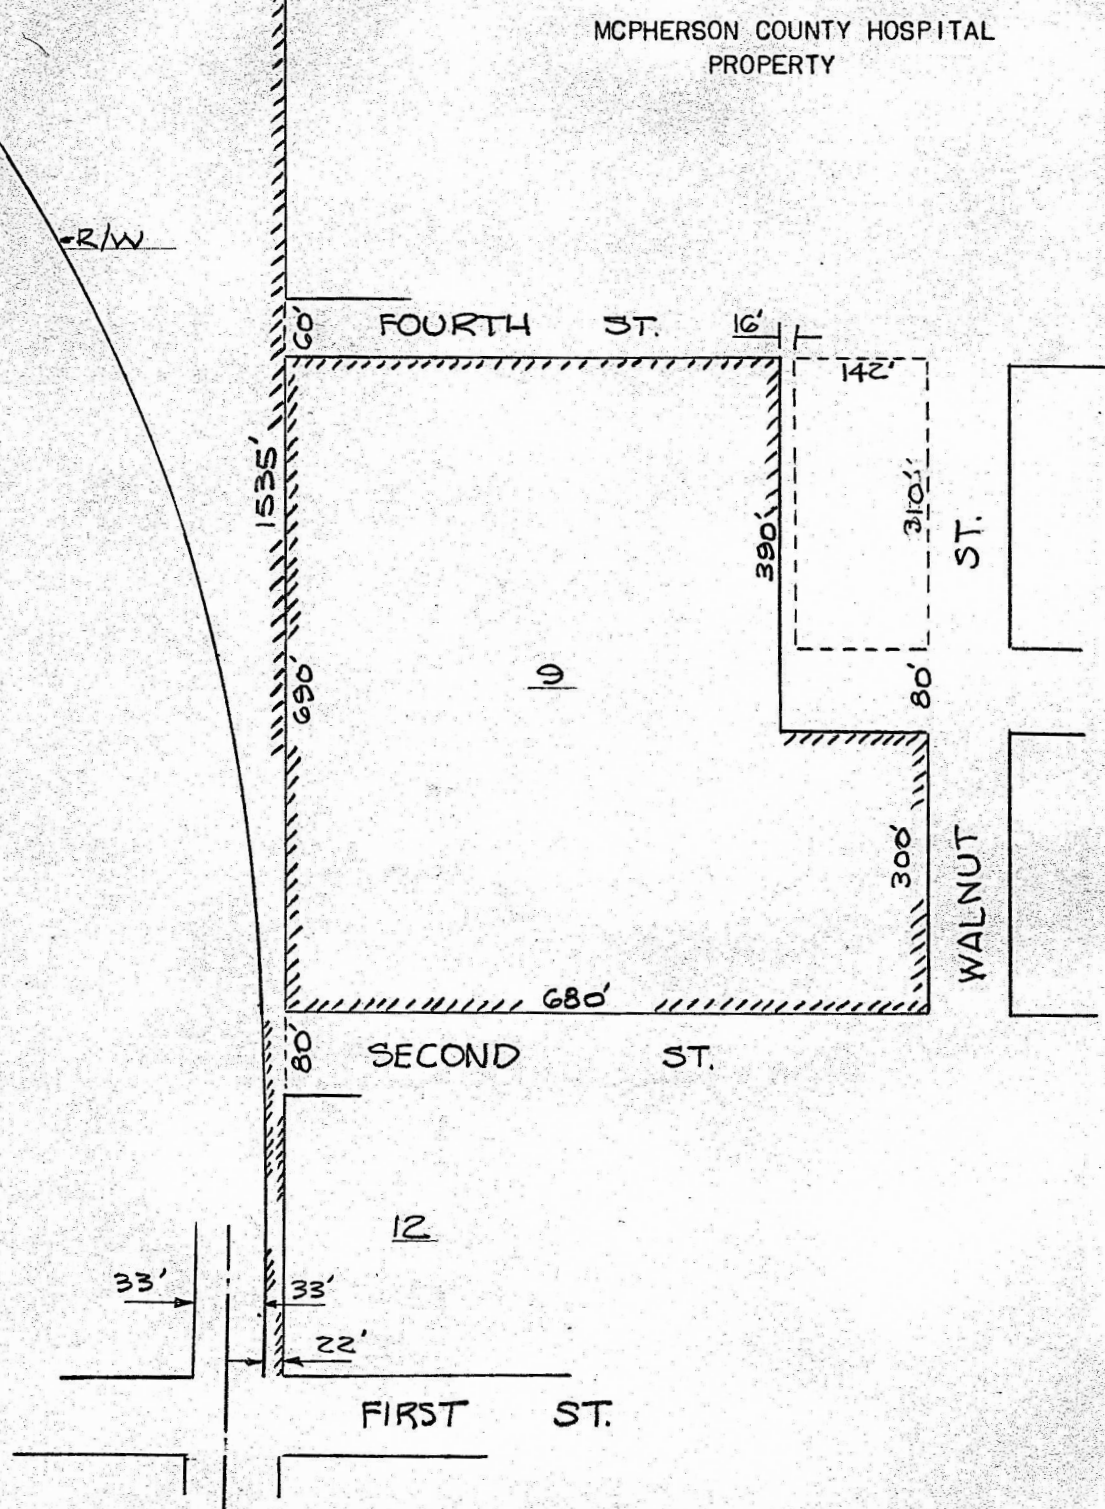 MCPHERSON COUNTY HOSPITAL
PROPERTY
R/W
60'
FOURTH ST.
16'
142'
1535'
390'
310'
ST.
690'
9
80'
300'
WALNUT
680'
80'
SECOND ST.
12
33'
33'
22'
FIRST ST.